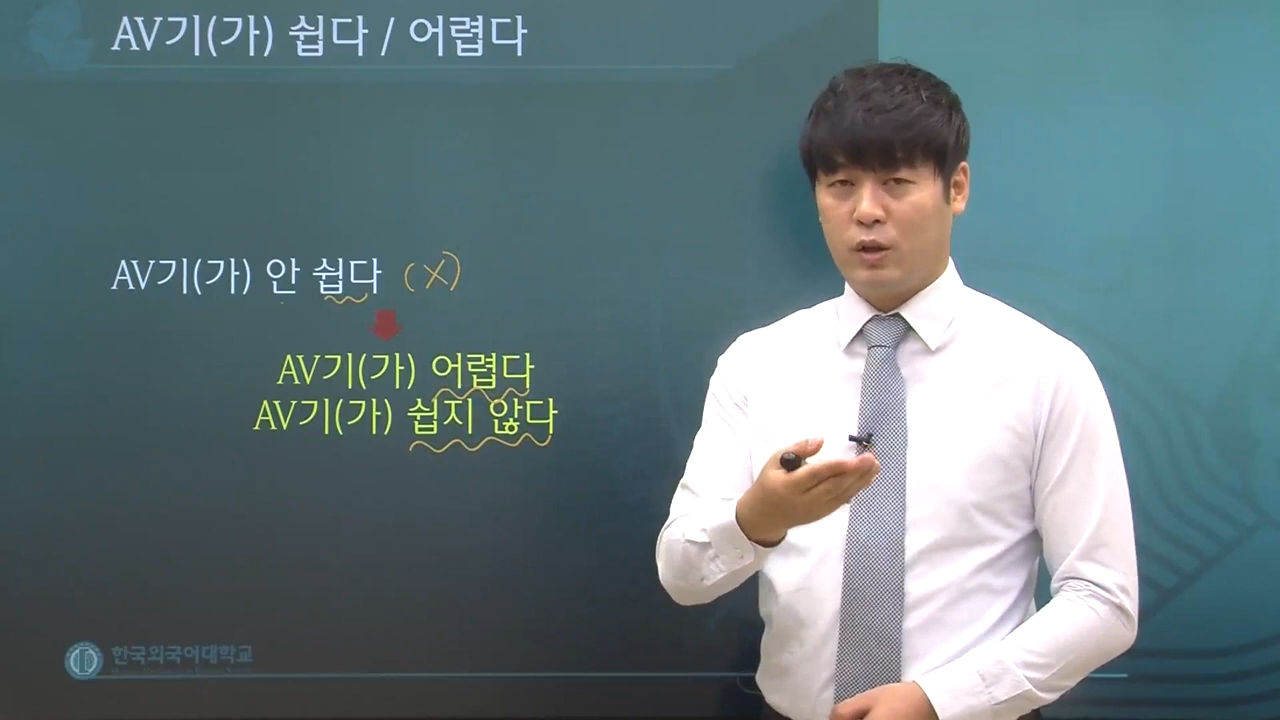 AV기(가) 쉽다 / 어렵다
AV기(가) 안 쉽다 (X)
AV기(가) 어렵다
AV기(가) 쉽지 않다
한국외국어대학교